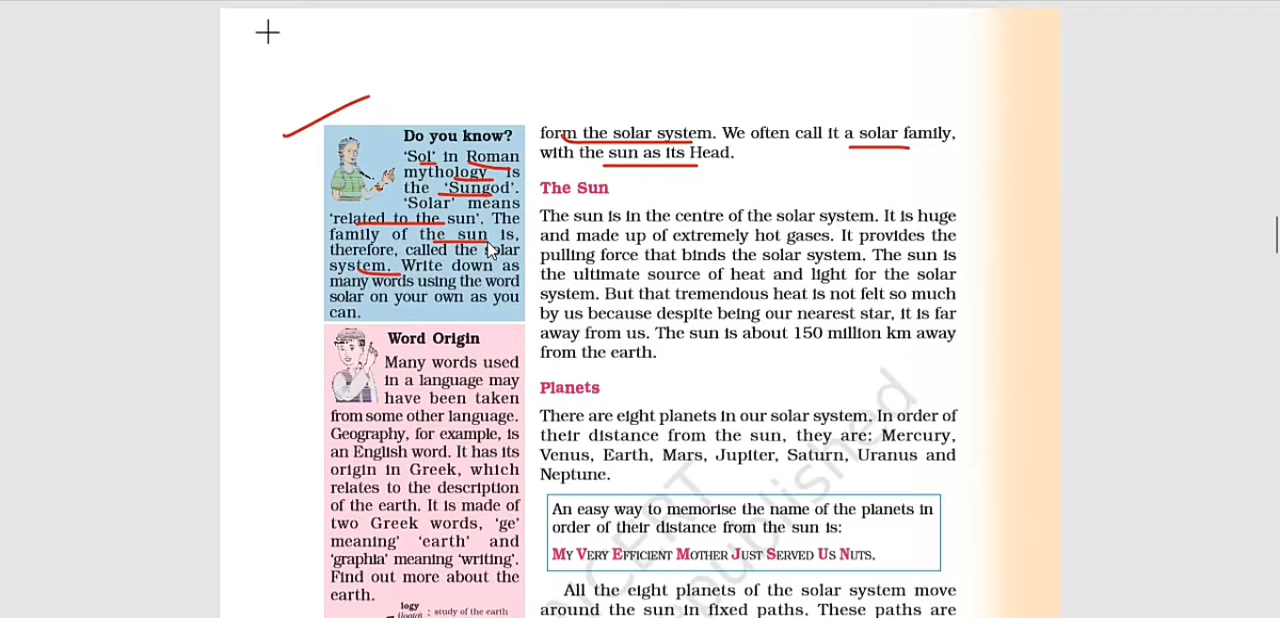 Do you know?
‘Sol’ in Roman
mythology is
the ‘Sungod’.
‘Solar’ means
‘related to the sun’. The
family of the sun is,
therefore, called the solar
system. Write down as
many words using the word
solar on your own as you
can.
Word Origin
Many words used
in a language may
have been taken
from some other language.
Geography, for example, is
an English word. It has its
origin in Greek, which
relates to the description
of the earth. It is made of
two Greek words, ‘ge’
meaning ‘earth’ and
‘graphia’ meaning ‘writing’.
Find out more about the
earth.
logy
: study of the earth
form the solar system. We often call it a solar family,
with the sun as its Head.
The Sun
The sun is in the centre of the solar system. It is huge
and made up of extremely hot gases. It provides the
pulling force that binds the solar system. The sun is
the ultimate source of heat and light for the solar
system. But that tremendous heat is not felt so much
by us because despite being our nearest star, it is far
away from us. The sun is about 150 million km away
from the earth.
Planets
There are eight planets in our solar system. In order of
their distance from the sun, they are: Mercury,
Venus, Earth, Mars, Jupiter, Saturn, Uranus and
Neptune.
An easy way to memorise the name of the planets in
order of their distance from the sun is:
MY VERY EFFICIENT MOTHER JUST SERVED US NUTS.
All the eight planets of the solar system move
around the sun in fixed paths. These paths are
NCERT
published